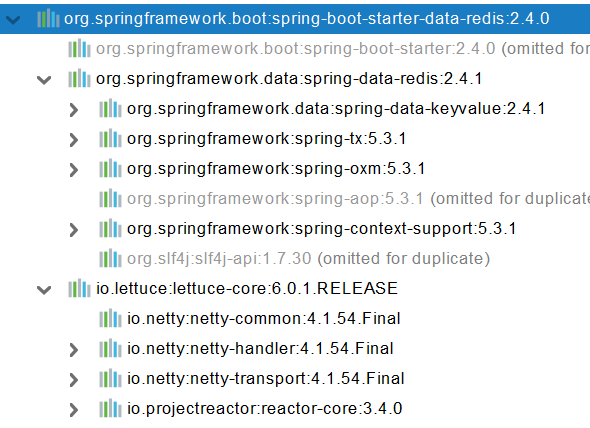 org.springframework.boot:spring-boot-starter-data-redis:2.4.0
org.springframework.boot:spring-boot-starter:2.4.0 (omitted for
org.springframework.data:spring-data-redis:2.4.1
org.springframework.data:spring-data-keyvalue:2.4.1
org.springframework:spring-tx:5.3.1
org.springframework:spring-oxm:5.3.1
org.springframework:spring-aop:5.3.1 (omitted for duplicate
org.springframework:spring-context-support:5.3.1
org.slf4j:slf4j-api:1.7.30 (omitted for duplicate)
io.lettuce:lettuce-core:6.0.1.RELEASE
io.netty:netty-common:4.1.54.Final
io.netty:netty-handler:4.1.54.Final
io.netty:netty-transport:4.1.54.Final
io.projectreactor:reactor-core:3.4.0